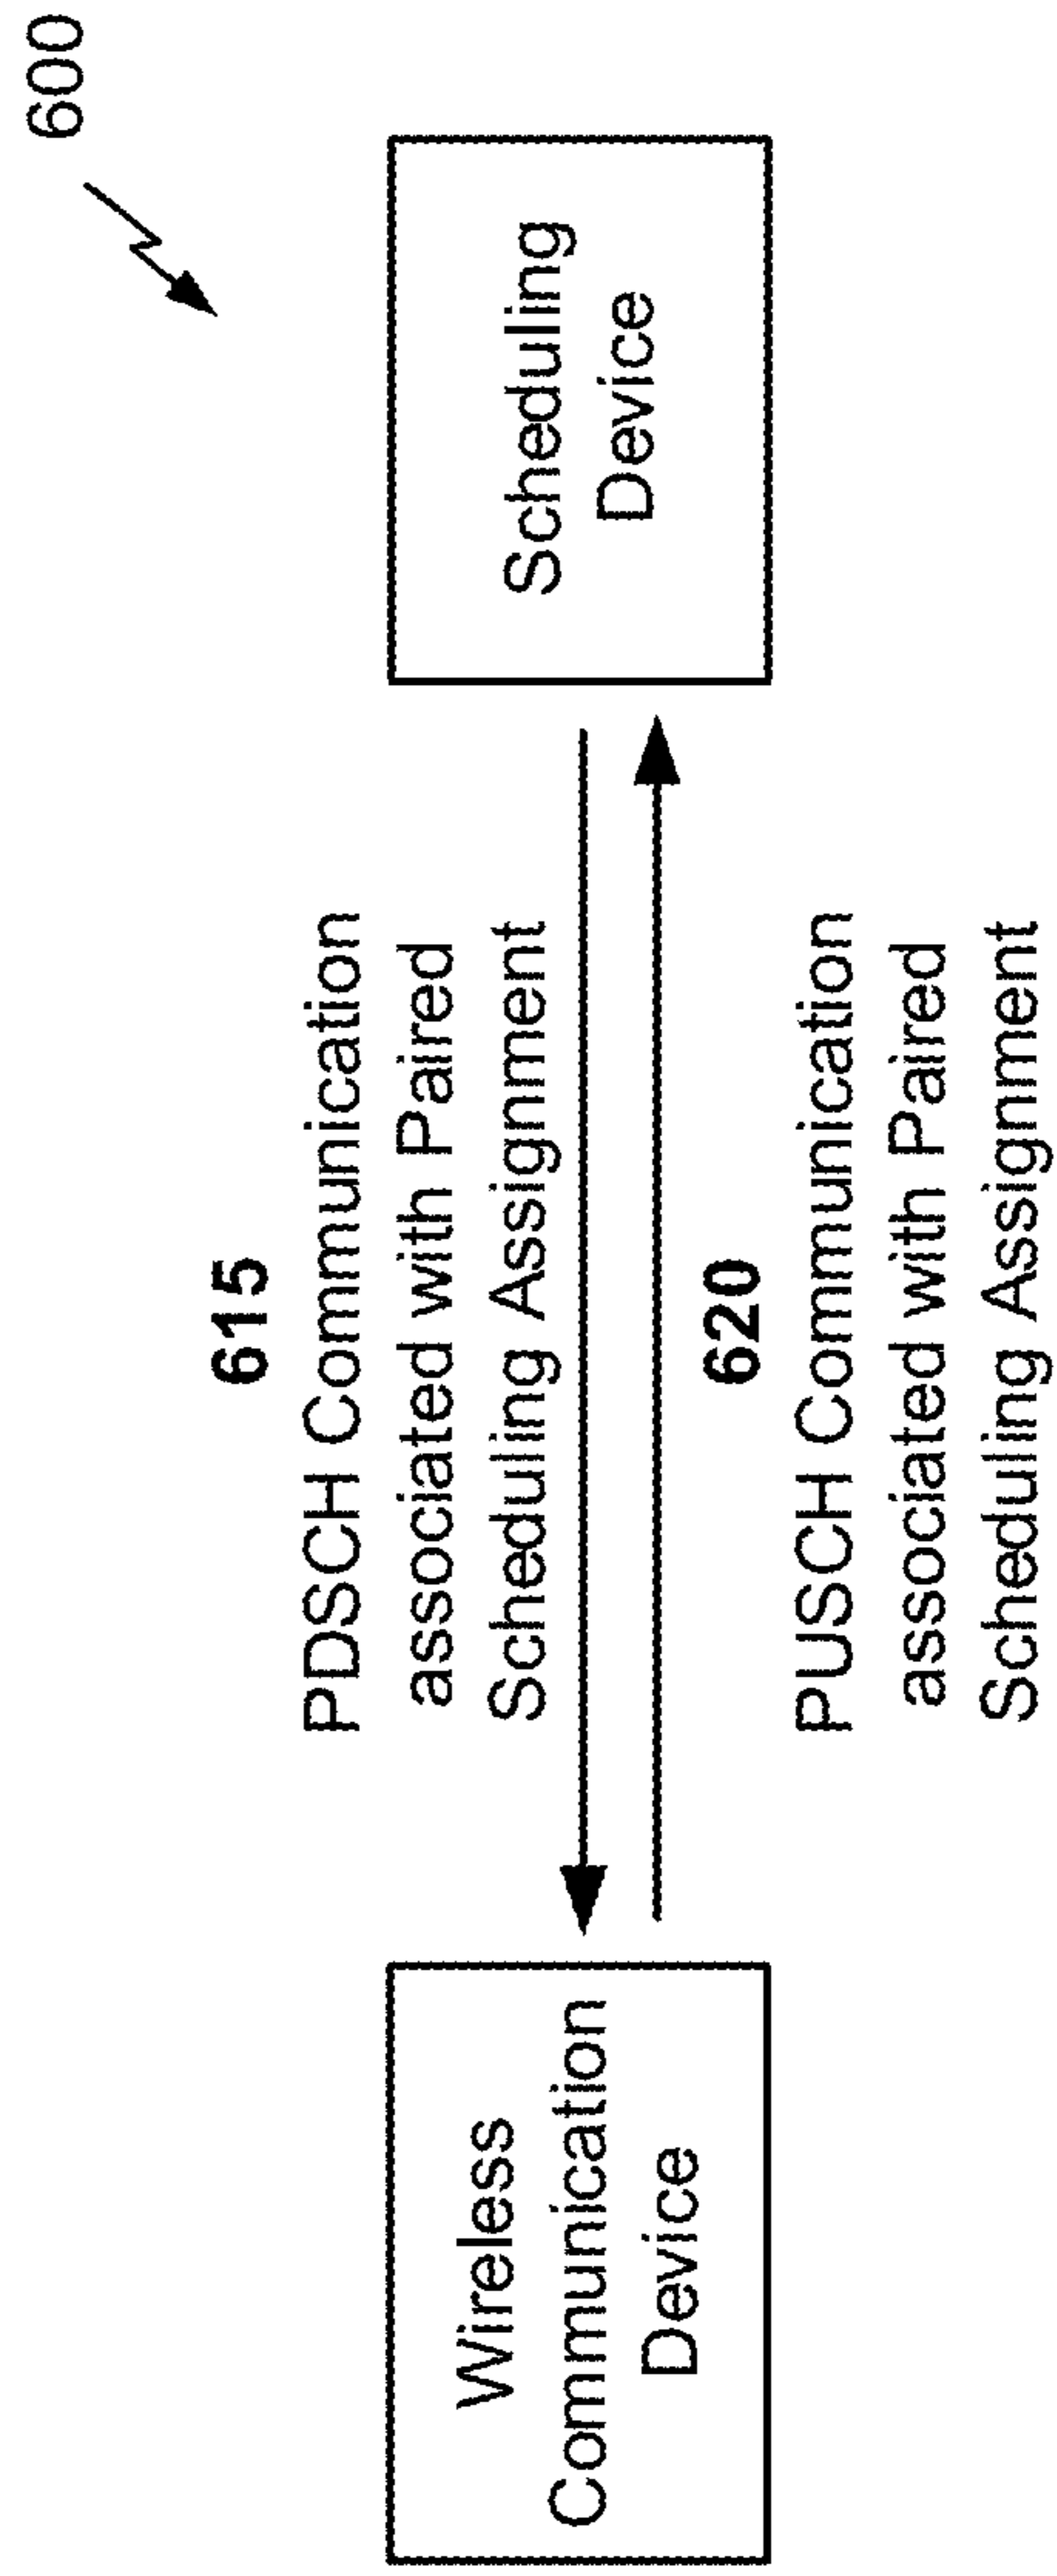 600
Wireless
Communication
Device
615
PDSCH Communication
associated with Paired
Scheduling Assignment
620
PUSCH Communication
associated with Paired
Scheduling Assignment
Scheduling
Device